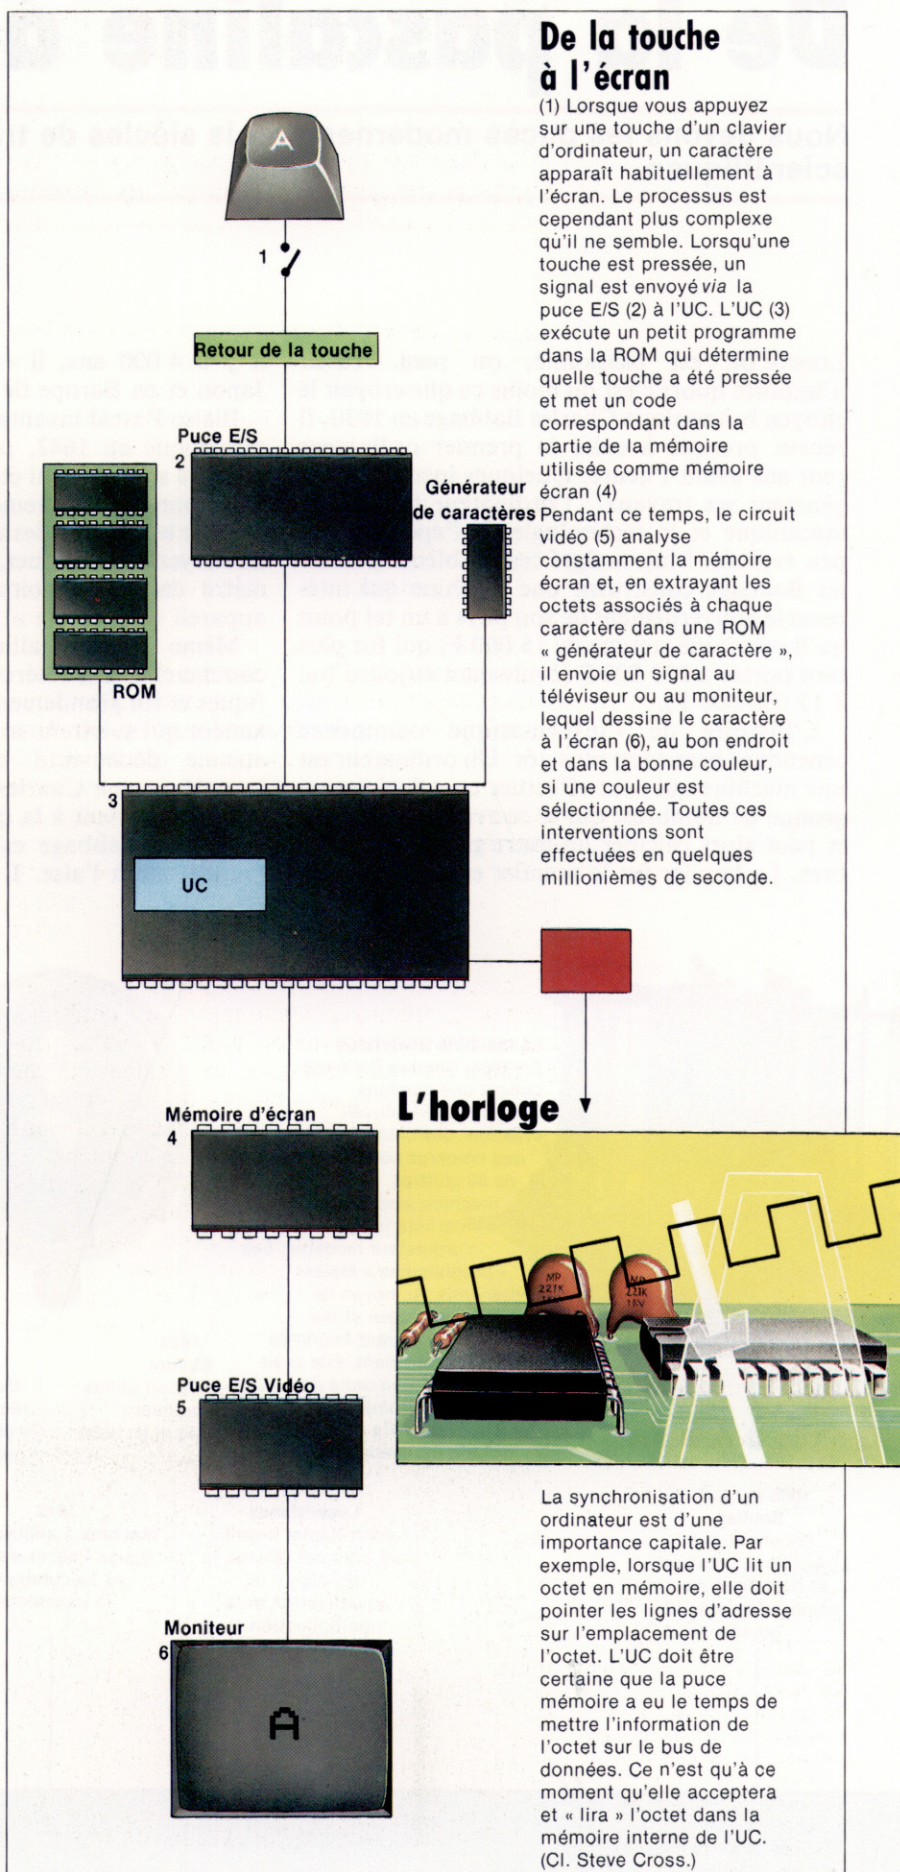 De la touche
à l'écran
(1) Lorsque vous appuyez
sur une touche d'un clavier
d'ordinateur, un caractère
apparaît habituellement à
l'écran. Le processus est
cependant plus complexe
qu'il ne semble. Lorsqu'une
touche est pressée, un
signal est envoyé via la
puce E/S (2) à l'UC. L'UC (3)
exécute un petit programme
dans la ROM qui détermine
quelle touche a été pressée
et met un code
correspondant dans la
partie de la mémoire
utilisée comme mémoire
écran (4)
Pendant ce temps, le circuit
vidéo (5) analyse
constamment la mémoire
écran et, en extrayant les
octets associés à chaque
caractère dans une ROM
« générateur de caractère »,
il envoie un signal au
téléviseur ou au moniteur,
lequel dessine le caractère
à l'écran (6), au bon endroit
et dans la bonne couleur,
si une couleur est
sélectionnée. Toutes ces
interventions sont
effectuées en quelques
millionièmes de seconde.
A
1
Retour de la touche
Puce E/S
2
Générateur
de caractères
ROM
3
UC
Mémoire d'écran
4
Puce E/S Vidéo
5
Moniteur
6
A
L'horloge
MP
221K
16V
MP
221K
16V
La synchronisation d'un
ordinateur est d'une
importance capitale. Par
exemple, lorsque l'UC lit un
octet en mémoire, elle doit
pointer les lignes d'adresse
sur l'emplacement de
l'octet. L'UC doit être
certaine que la puce
mémoire a eu le temps de
mettre l'information de
l'octet sur le bus de
données. Ce n'est qu'à ce
moment qu'elle acceptera
et « lira » l'octet dans la
mémoire interne de l'UC.
(Cl. Steve Cross.)